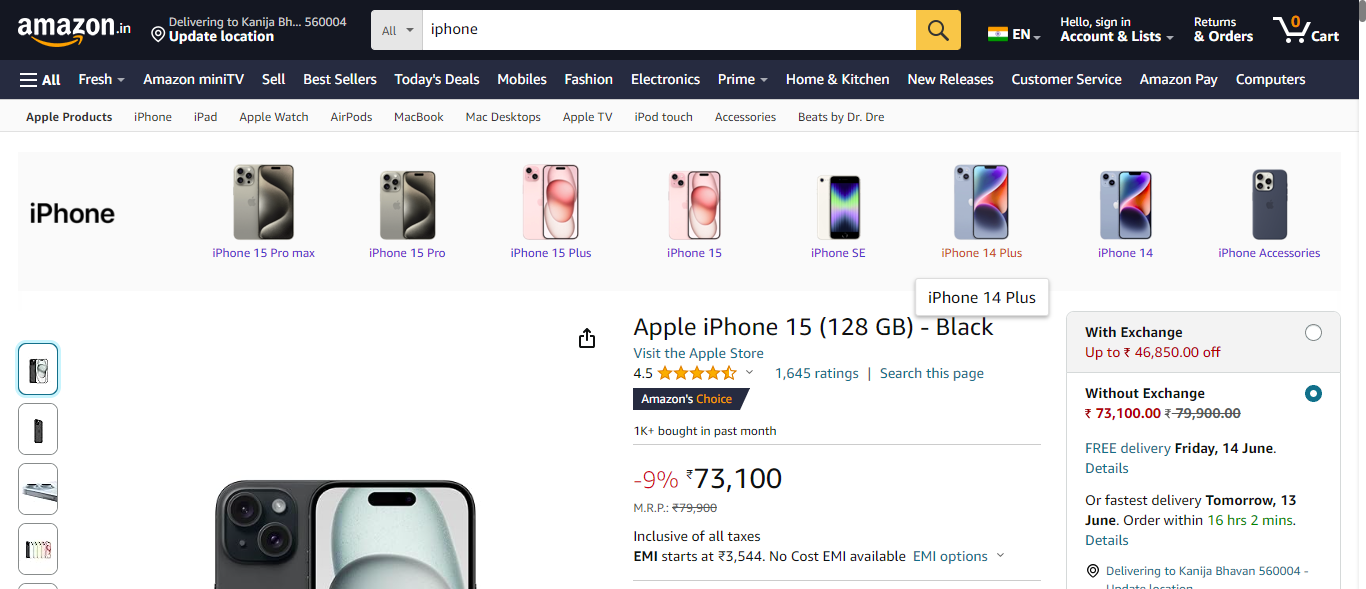 amazon.in
Delivering to Kanija Bh... 560004
Update location
All
iphone
EN
Hello, sign in
Account & Lists
Returns
& Orders
0
Cart
All
Fresh
Amazon miniTV
Sell
Best Sellers
Today's Deals
Mobiles
Fashion
Electronics
Prime
Home & Kitchen
New Releases
Customer Service
Amazon Pay
Computers
Apple Products
iPhone
iPad
Apple Watch
AirPods
MacBook
Mac Desktops
Apple TV
iPod touch
Accessories
Beats by Dr. Dre
iPhone
iPhone 15 Pro max
iPhone 15 Pro
iPhone 15 Plus
iPhone 15
iPhone SE
iPhone 14 Plus
iPhone 14
iPhone Accessories
iPhone 14 Plus
Apple iPhone 15 (128 GB) - Black
Visit the Apple Store
4.5
1,645 ratings | Search this page
Amazon's Choice
1K+ bought in past month
-9% ₹73,100
M.R.P.: ₹79,900
Inclusive of all taxes
EMI starts at ₹3,544. No Cost EMI available EMI options
With Exchange
Up to ₹ 46,850.00 off
Without Exchange
₹ 73,100.00 ₹ 79,900.00
FREE delivery Friday, 14 June.
Details
Or fastest delivery Tomorrow, 13
June. Order within 16 hrs 2 mins.
Details
Delivering to Kanija Bhavan 560004 -
Update location